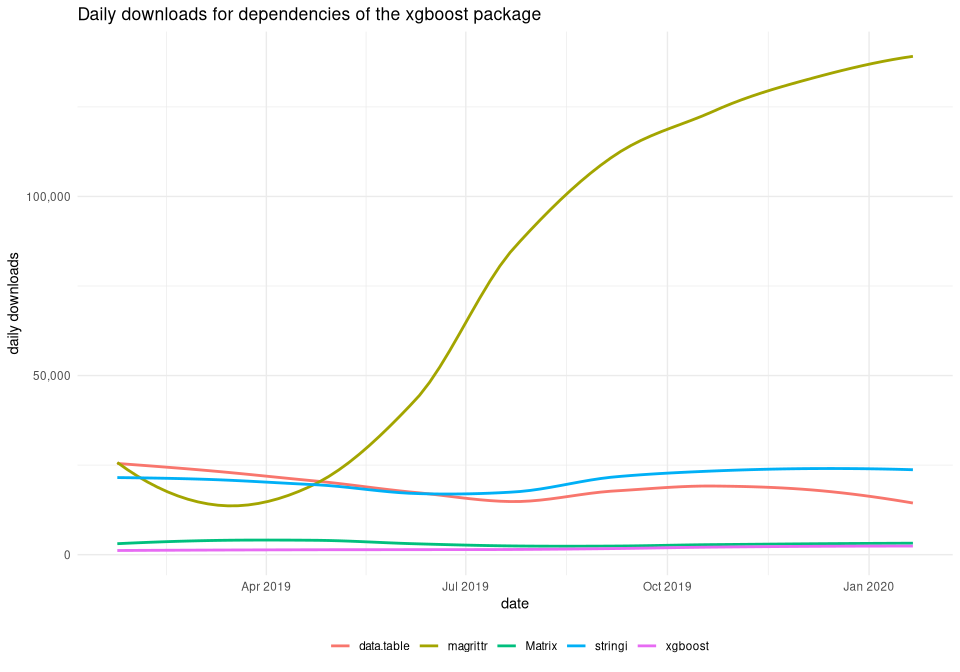 Daily downloads for dependencies of the xgboost package
daily downloads
100,000
50,000
0
Apr 2019 Jul 2019 Oct 2019 Jan 2020
date
data.table magrittr Matrix stringi xgboost